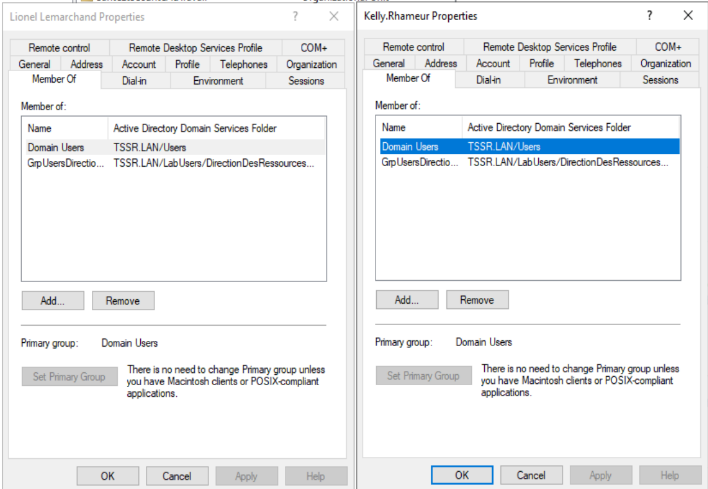 Lionel Lemarchand Properties
Remote control Remote Desktop Services Profile COM+
General Address Account Profile Telephones Organization
Member Of Dial-in Environment Sessions
Member of:
Name Active Directory Domain Services Folder
Domain Users TSSR.LAN/Users
GrpUsersDirectio... TSSR.LAN/LabUsers/DirectionDesRessources...
Add... Remove
Primary group: Domain Users
Set Primary Group
There is no need to change Primary group unless
you have Macintosh clients or POSIX-compliant
applications.
OK Cancel Apply Help
Kelly.Rhameur Properties
Remote control Remote Desktop Services Profile COM+
General Address Account Profile Telephones Organization
Member Of Dial-in Environment Sessions
Member of:
Name Active Directory Domain Services Folder
Domain Users TSSR.LAN/Users
GrpUsersDirectio... TSSR.LAN/LabUsers/DirectionDesRessources...
Add... Remove
Primary group: Domain Users
Set Primary Group
There is no need to change Primary group unless
you have Macintosh clients or POSIX-compliant
applications.
OK Cancel Apply Help